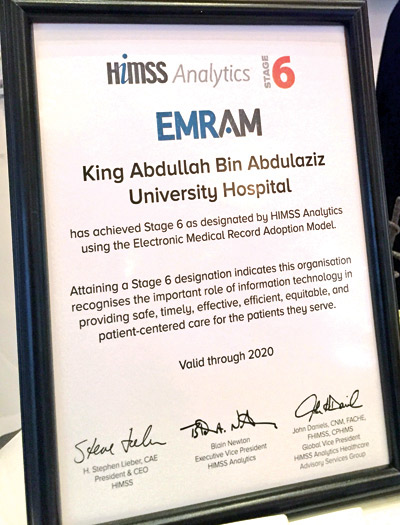 HIMSS Analytics STAGE 6
EMRAM
King Abdullah Bin Abdulaziz
University Hospital
has achieved Stage 6 as designated by HIMSS Analytics
using the Electronic Medical Record Adoption Model.
Attaining a Stage 6 designation indicates this organisation
recognises the important role of information technology in
providing safe, timely, effective, efficient, equitable, and
patient-centered care for the patients they serve.
Valid through 2020
H. Stephen Lieber, CAE
President & CEO
HIMSS
Blain Newton
Executive Vice President
HIMSS Analytics
John Daniels, CNM, FACHE,
FHIMSS, CPHIMS
Global Vice President
HIMSS Analytics Healthcare
Advisory Services Group